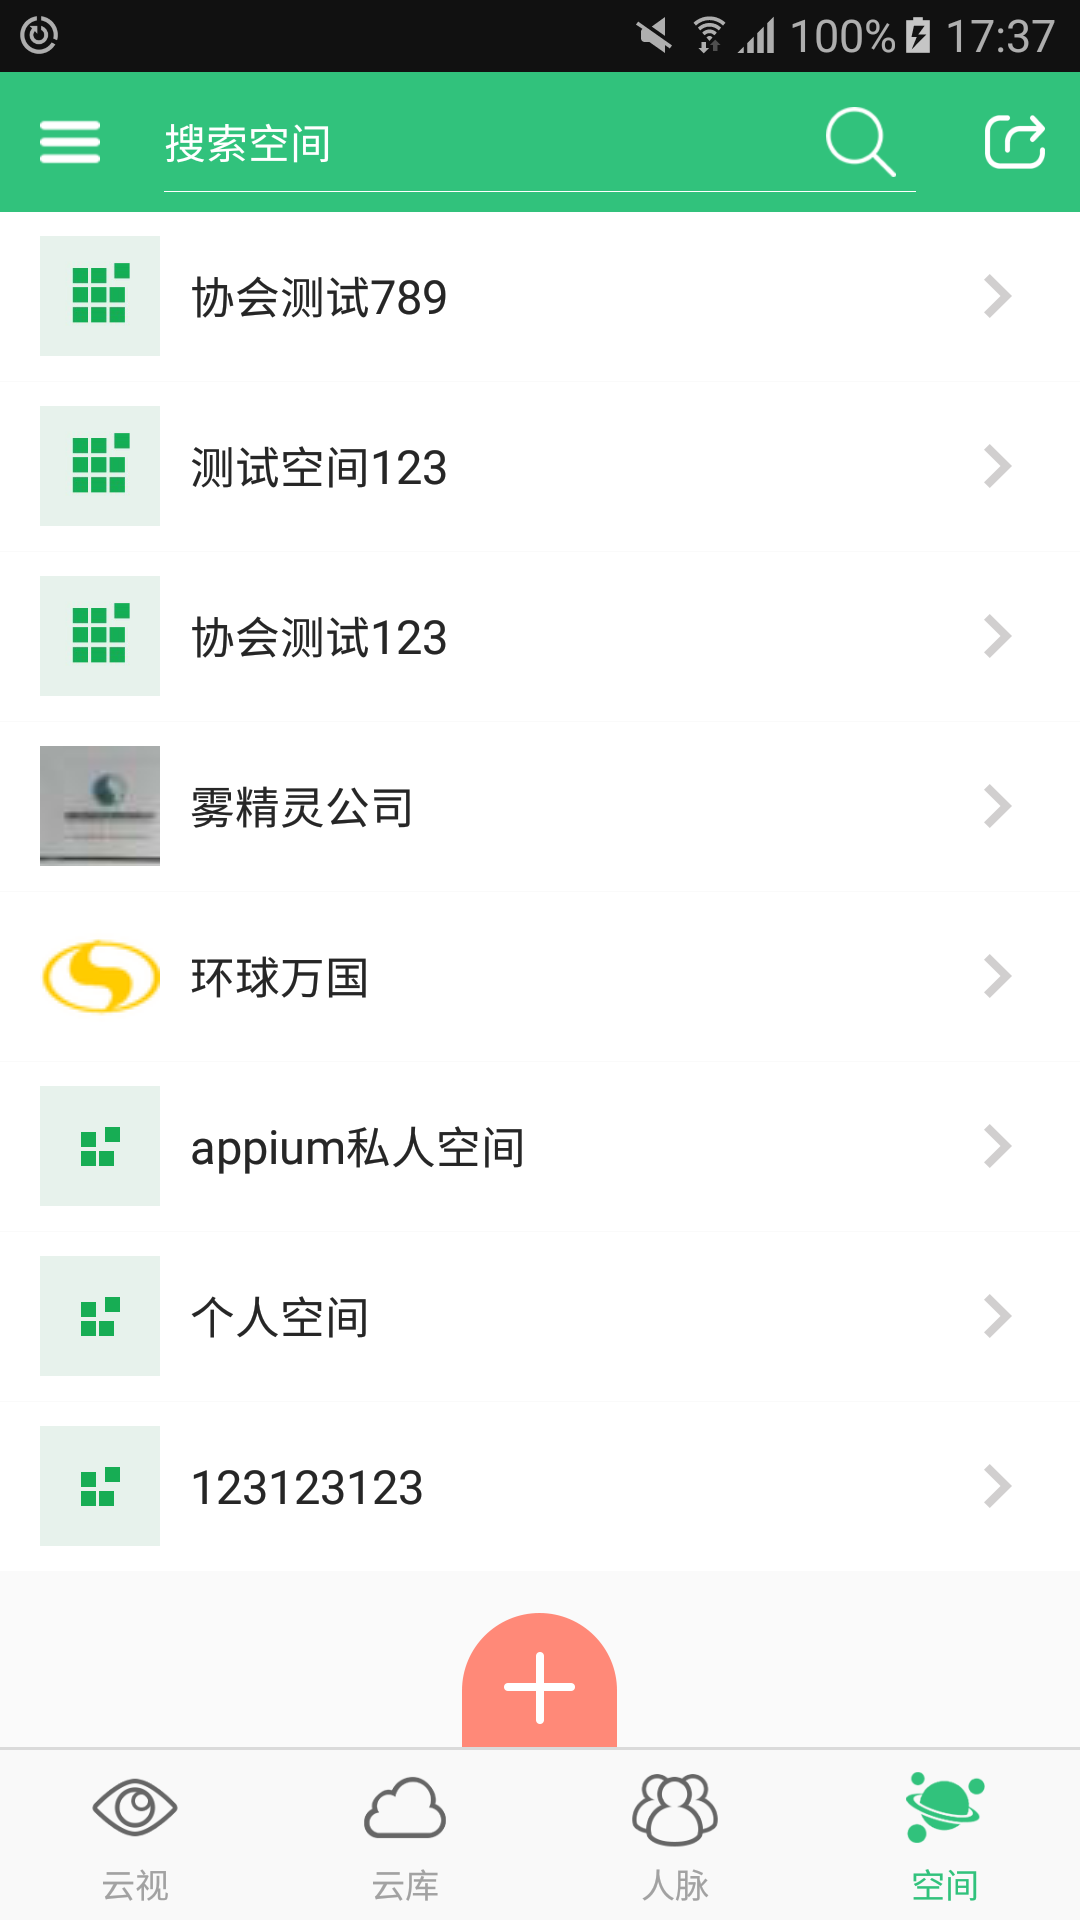 100% 17:37
搜索空间
协会测试789
测试空间123
协会测试123
雾精灵公司
环球万国
appium私人空间
个人空间
123123123
云视 云库 人脉 空间